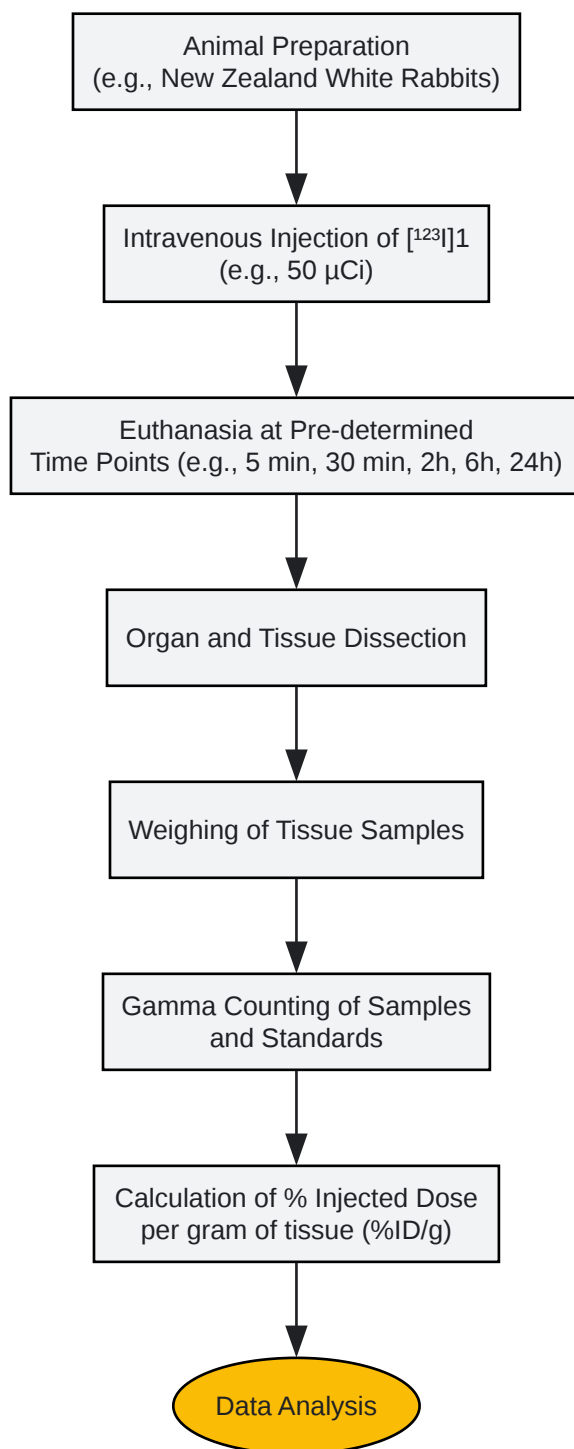 Animal Preparation
(e.g., New Zealand White Rabbits)
Intravenous Injection of [¹²³I]1
(e.g., 50 µCi)
Euthanasia at Pre-determined
Time Points (e.g., 5 min, 30 min, 2h, 6h, 24h)
Organ and Tissue Dissection
Weighing of Tissue Samples
Gamma Counting of Samples
and Standards
Calculation of % Injected Dose
per gram of tissue (%ID/g)
Data Analysis